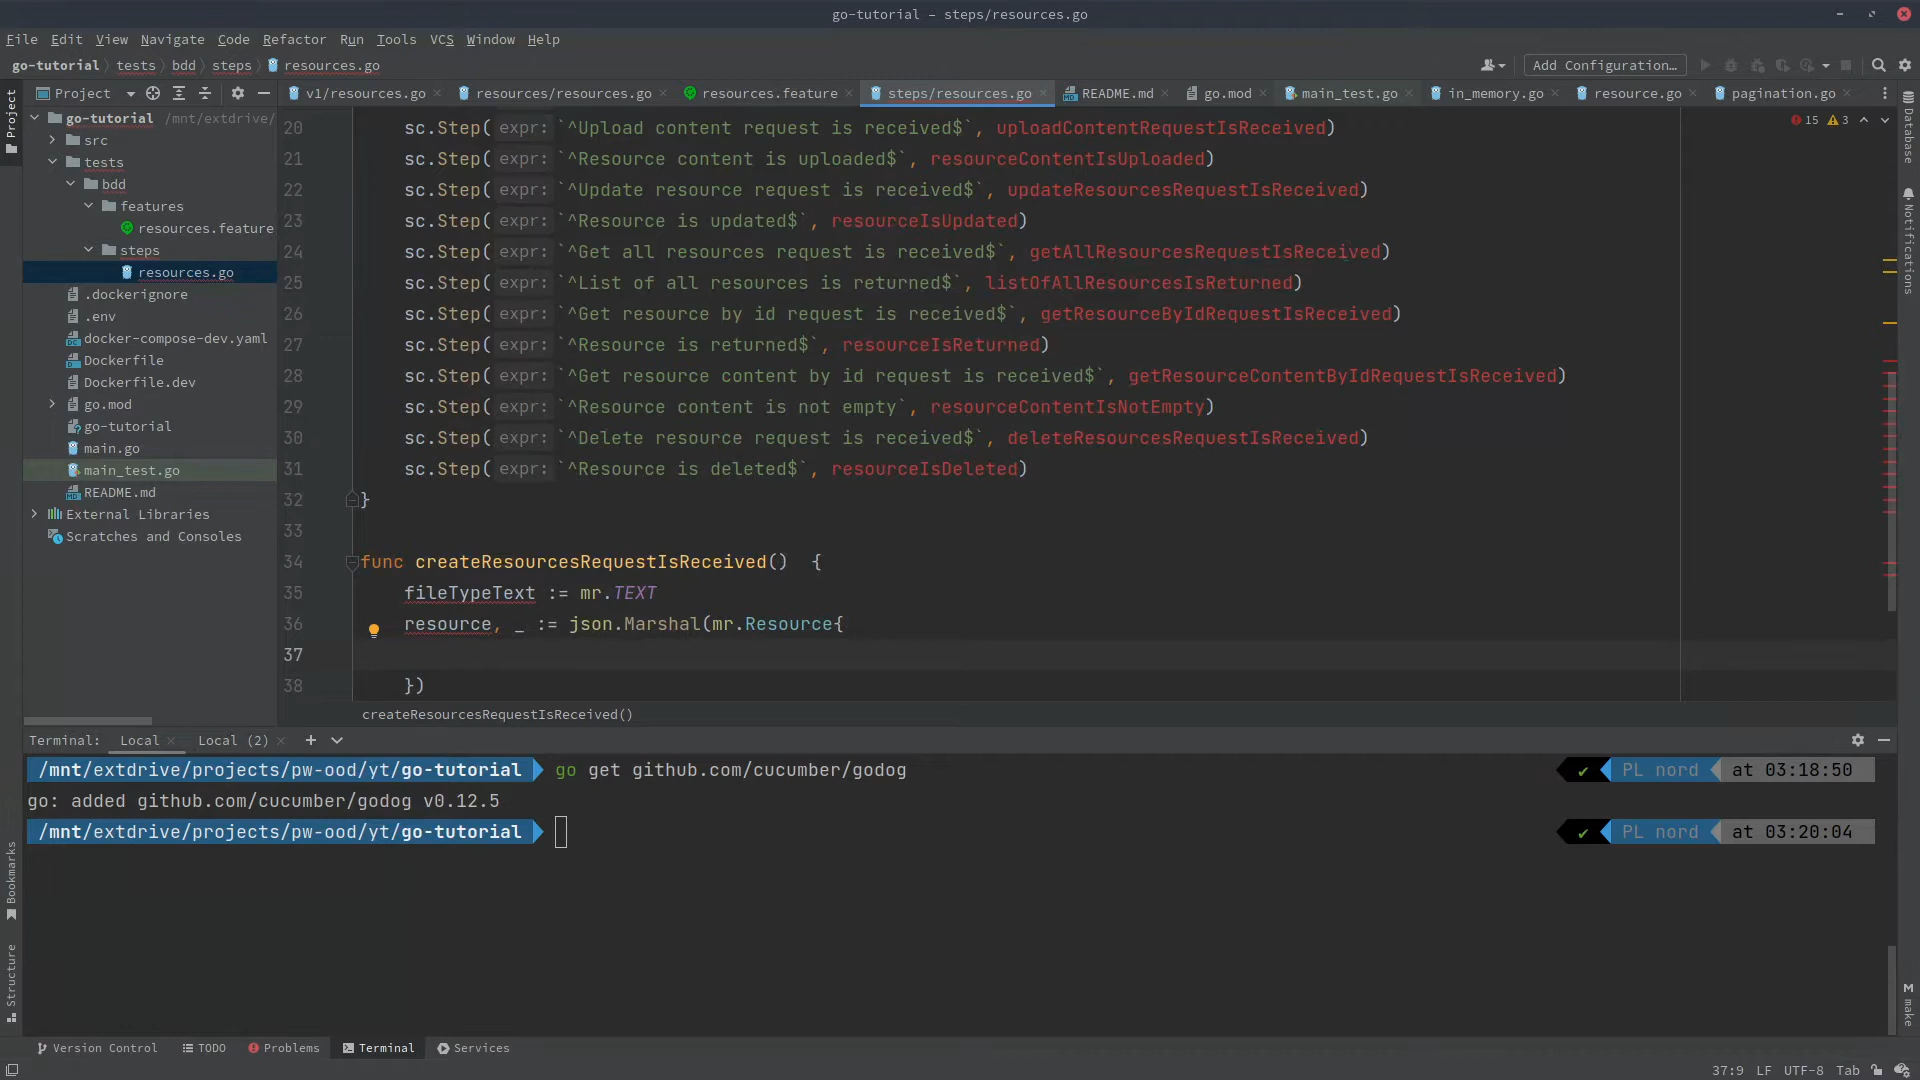 go-tutorial – steps/resources.go
File Edit View Navigate Code Refactor Run Tools VCS Window Help
go-tutorial tests bdd steps resources.go
Add Configuration…
Project
v1/resources.go
resources/resources.go
resources.feature
steps/resources.go
README.md
go.mod
main_test.go
in_memory.go
resource.go
pagination.go
Project
Bookmarks
Structure
Database
Notifications
make
go-tutorial /mnt/extdrive/
src
tests
bdd
features
resources.feature
steps
resources.go
.dockerignore
.env
docker-compose-dev.yaml
Dockerfile
Dockerfile.dev
go.mod
go-tutorial
main.go
main_test.go
README.md
External Libraries
Scratches and Consoles
15 3
20 sc.Step( expr: `^Upload content request is received$`, uploadContentRequestIsReceived)
21 sc.Step( expr: `^Resource content is uploaded$`, resourceContentIsUploaded)
22 sc.Step( expr: `^Update resource request is received$`, updateResourcesRequestIsReceived)
23 sc.Step( expr: `^Resource is updated$`, resourceIsUpdated)
24 sc.Step( expr: `^Get all resources request is received$`, getAllResourcesRequestIsReceived)
25 sc.Step( expr: `^List of all resources is returned$`, listOfAllResourcesIsReturned)
26 sc.Step( expr: `^Get resource by id request is received$`, getResourceByIdRequestIsReceived)
27 sc.Step( expr: `^Resource is returned$`, resourceIsReturned)
28 sc.Step( expr: `^Get resource content by id request is received$`, getResourceContentByIdRequestIsReceived)
29 sc.Step( expr: `^Resource content is not empty`, resourceContentIsNotEmpty)
30 sc.Step( expr: `^Delete resource request is received$`, deleteResourcesRequestIsReceived)
31 sc.Step( expr: `^Resource is deleted$`, resourceIsDeleted)
32 }
33
34 func createResourcesRequestIsReceived() {
35 fileTypeText := mr.TEXT
36 resource, _ := json.Marshal(mr.Resource{
37
38 })
createResourcesRequestIsReceived()
Terminal: Local Local (2)
/mnt/extdrive/projects/pw-ood/yt/go-tutorial go get github.com/cucumber/godog ✔ PL nord at 03:18:50
go: added github.com/cucumber/godog v0.12.5
/mnt/extdrive/projects/pw-ood/yt/go-tutorial ✔ PL nord at 03:20:04
Version Control TODO Problems Terminal Services
37:9 LF UTF-8 Tab